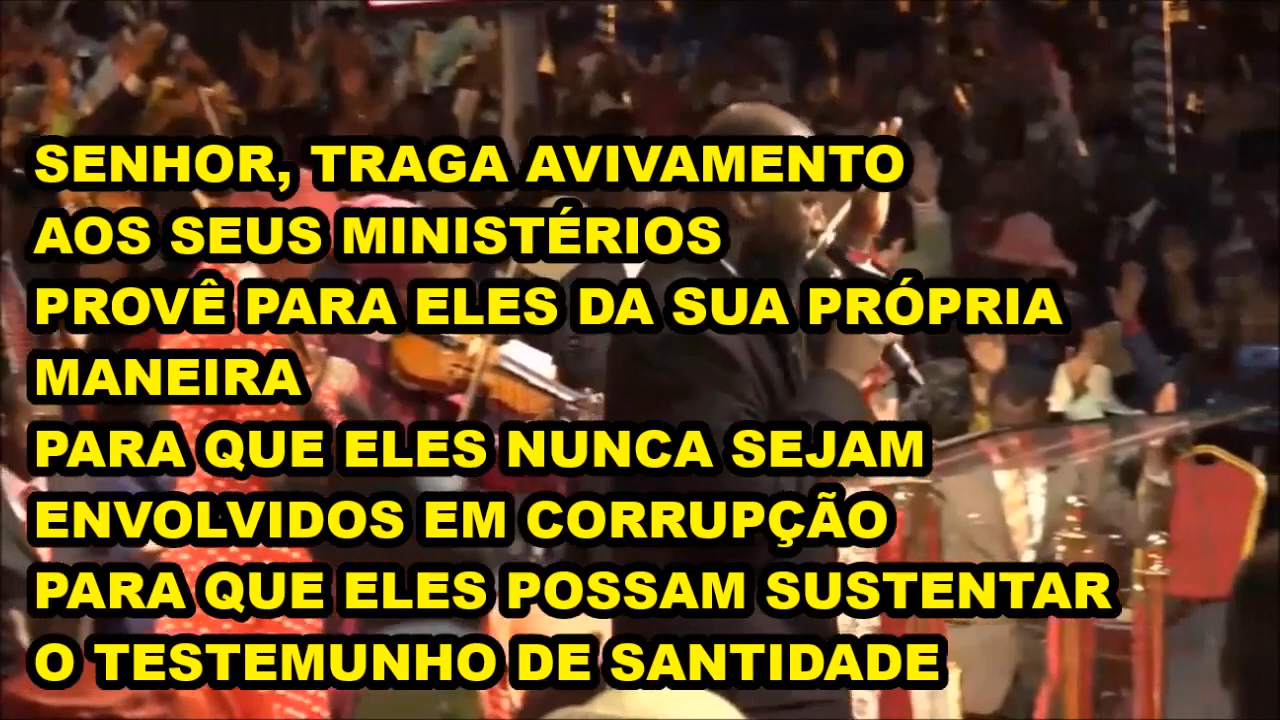 SENHOR, TRAGA AVIVAMENTO
AOS SEUS MINISTÉRIOS
PROVÊ PARA ELES DA SUA PRÓPRIA
MANEIRA
PARA QUE ELES NUNCA SEJAM
ENVOLVIDOS EM CORRUPÇÃO
PARA QUE ELES POSSAM SUSTENTAR
O TESTEMUNHO DE SANTIDADE